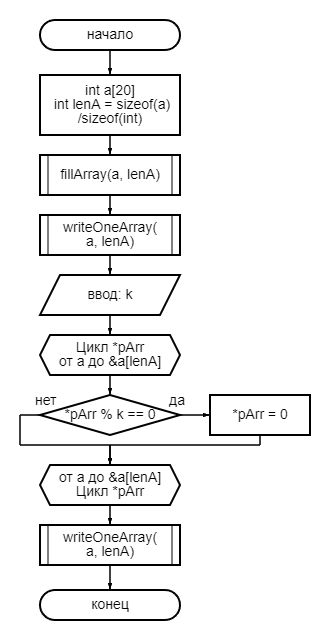 начало
int a[20]
int lenA = sizeof(a)
/sizeof(int)
fillArray(a, lenA)
writeOneArray(
a, lenA)
ввод: k
Цикл *pArr
от a до &a[lenA]
нет
да
*pArr % k == 0
*pArr = 0
от a до &a[lenA]
Цикл *pArr
writeOneArray(
a, lenA)
конец